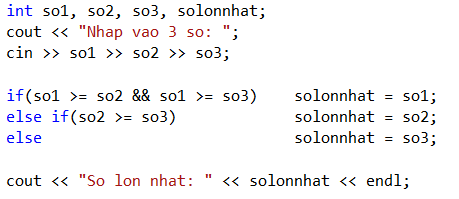 int so1, so2, so3, solonnhat;
cout << "Nhap vao 3 so: ";
cin >> so1 >> so2 >> so3;
if(so1 >= so2 && so1 >= so3)    solonnhat = so1;
else if(so2 >= so3)             solonnhat = so2;
else                            solonnhat = so3;
cout << "So lon nhat: " << solonnhat << endl;